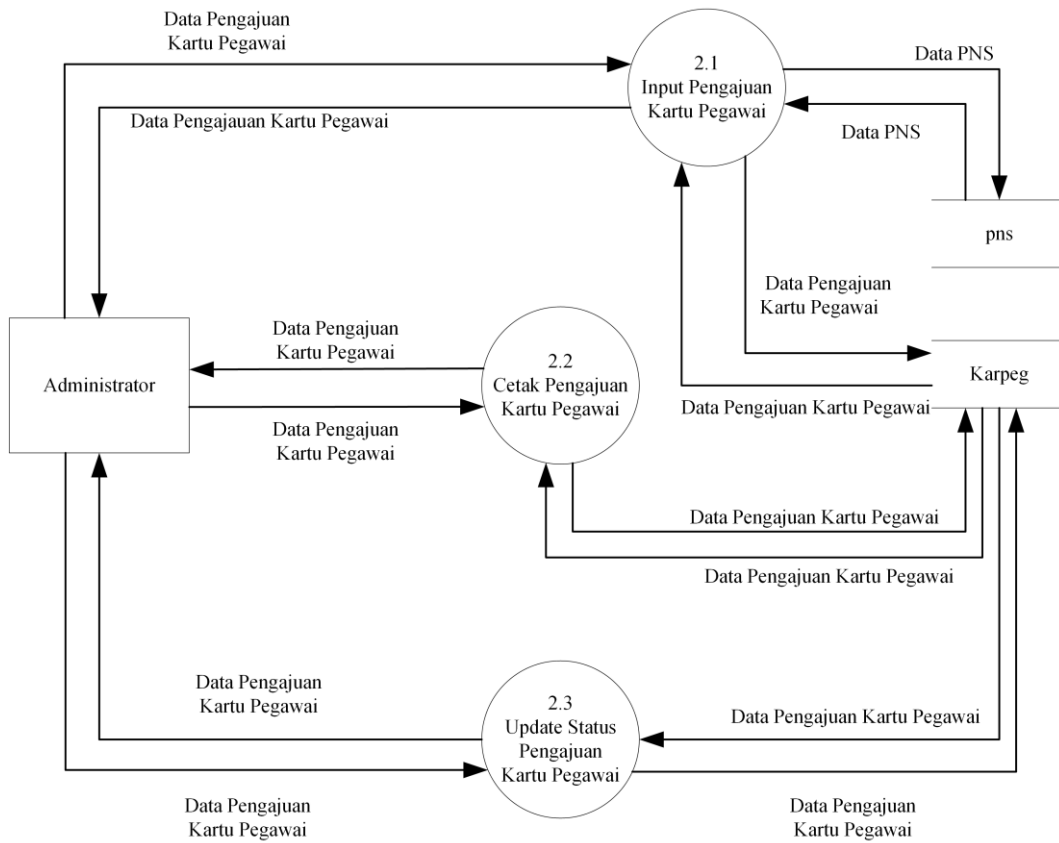 Data Pengajuan
Kartu Pegawai
2.1
Input Pengajuan
Kartu Pegawai
Data PNS
Data Pengajauan Kartu Pegawai
Data PNS
pns
Data Pengajuan
Kartu Pegawai
Data Pengajuan
Kartu Pegawai
2.2
Cetak Pengajuan
Kartu Pegawai
Administrator
Karpeg
Data Pengajuan Kartu Pegawai
Data Pengajuan
Kartu Pegawai
Data Pengajuan Kartu Pegawai
Data Pengajuan Kartu Pegawai
Data Pengajuan
Kartu Pegawai
2.3
Update Status
Pengajuan
Kartu Pegawai
Data Pengajuan Kartu Pegawai
Data Pengajuan
Kartu Pegawai
Data Pengajuan
Kartu Pegawai